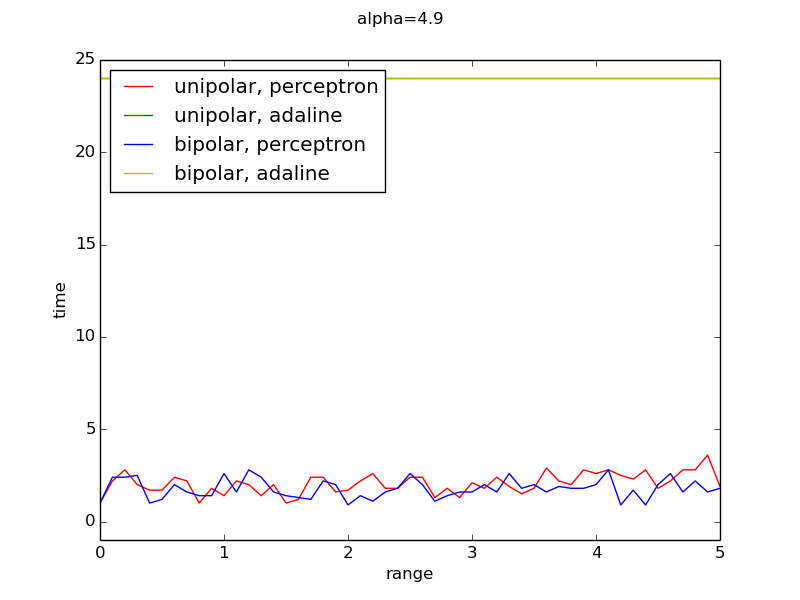 alpha=4.9
25
20
15
10
5
0
time
unipolar, perceptron
unipolar, adaline
bipolar, perceptron
bipolar, adaline
0 1 2 3 4 5
range